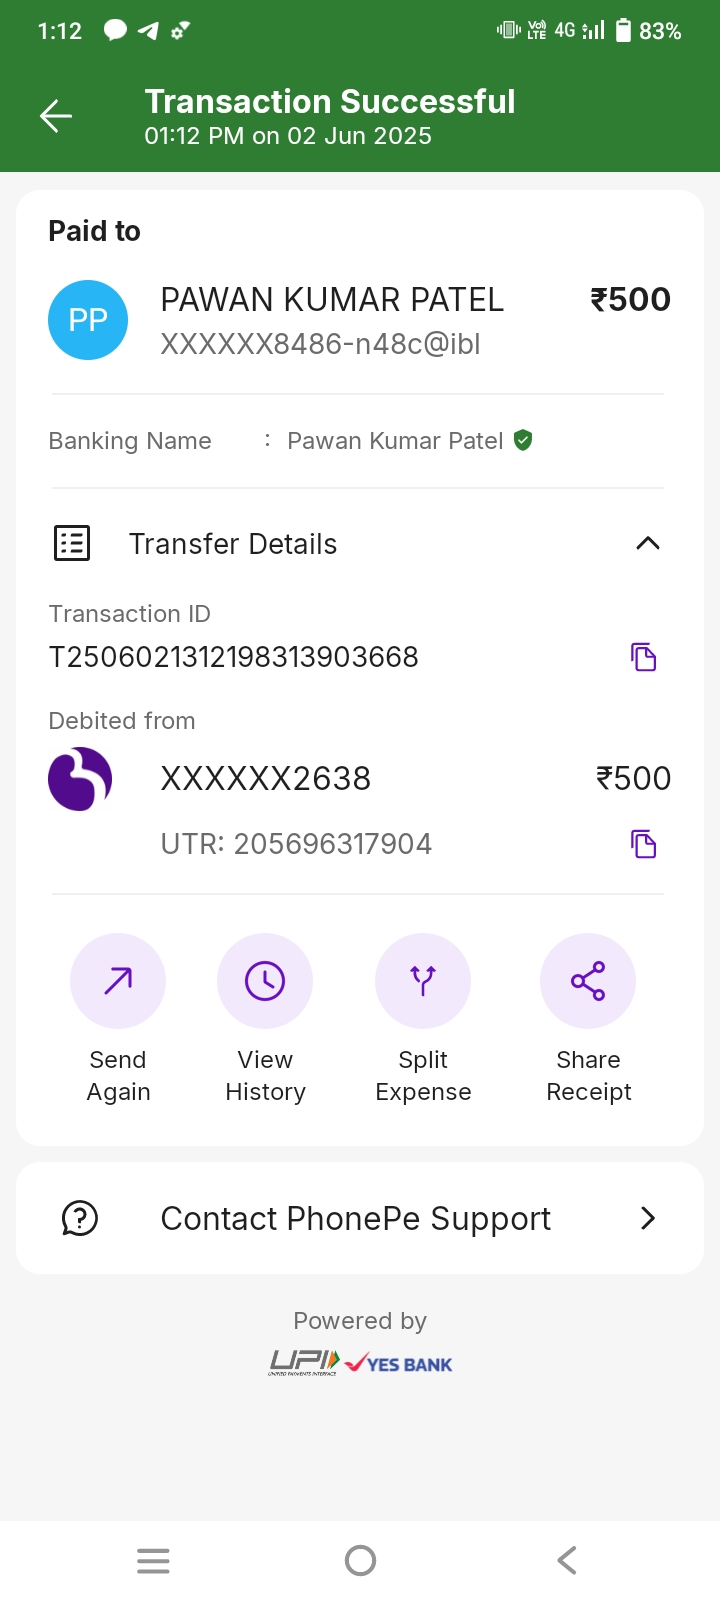 1:12 Vo) LTE 4G 83%
Transaction Successful
01:12 PM on 02 Jun 2025
Paid to
PP PAWAN KUMAR PATEL ₹500
XXXXXX8486-n48c@ibl
Banking Name : Pawan Kumar Patel
Transfer Details
Transaction ID
T2506021312198313903668
Debited from
XXXXXX2638 ₹500
UTR: 205696317904
Send Again
View History
Split Expense
Share Receipt
Contact PhonePe Support
Powered by
UPI YES BANK
UNIFIED PAYMENTS INTERFACE